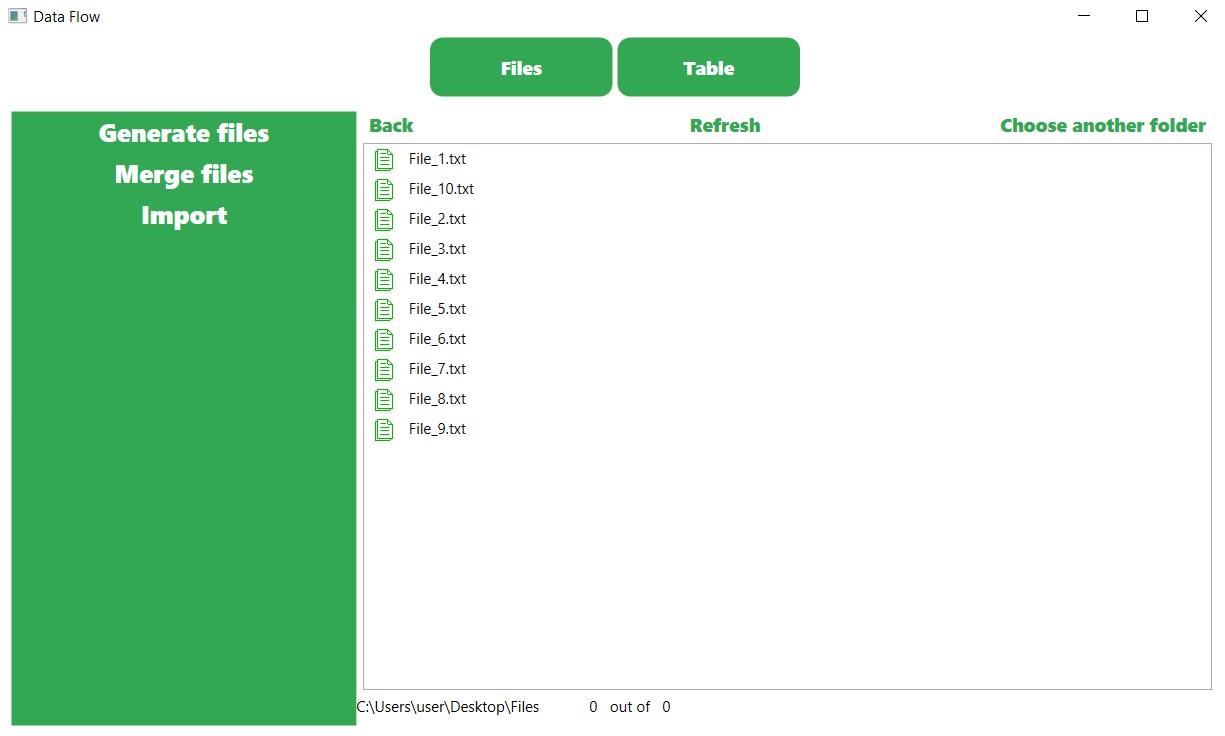 Data Flow
Files Table
Back Refresh Choose another folder
Generate files
Merge files
Import
File_1.txt
File_10.txt
File_2.txt
File_3.txt
File_4.txt
File_5.txt
File_6.txt
File_7.txt
File_8.txt
File_9.txt
C:\Users\user\Desktop\Files 0 out of 0